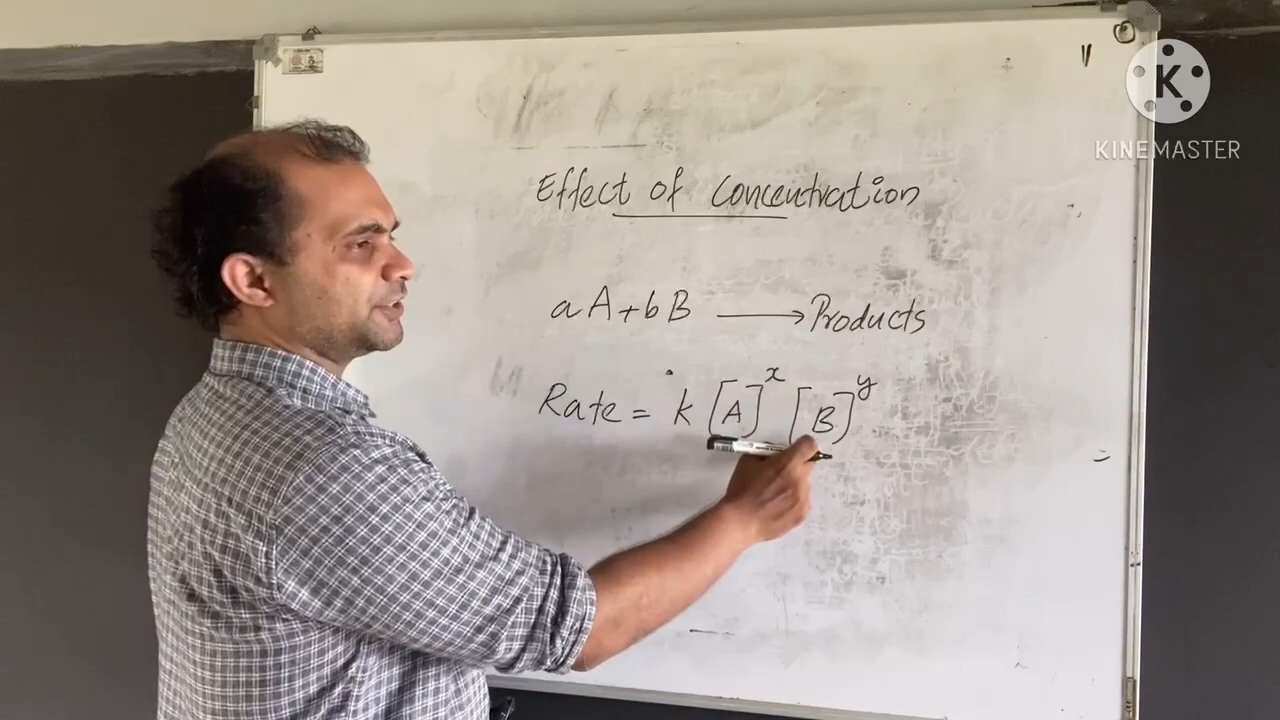 K
KINEMASTER
Effect of Concentration
aA+bB ⟶ Products
Rate = k [A]^x [B]^y